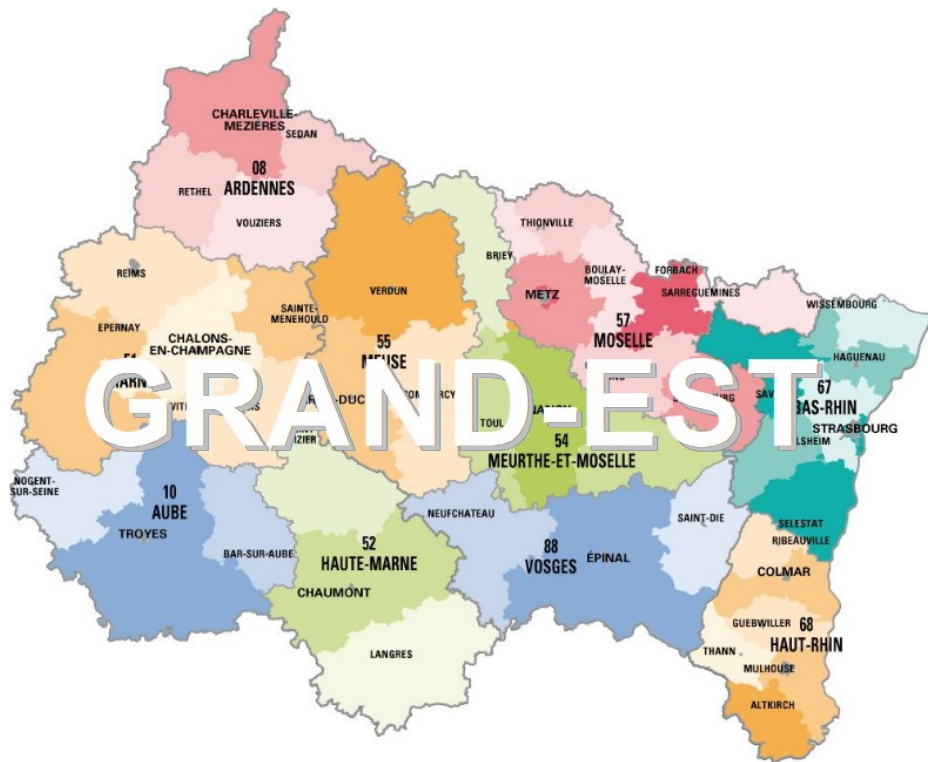 CHARLEVILLE-
MEZIÈRES
SEDAN
08
ARDENNES
RETHEL
VOUZIERS
THIONVILLE
BRIEY
BOULAY-
MOSELLE
FORBACH
SARREGUEMINES
WISSEMBOURG
REIMS
METZ
VERDUN
SAINTE-
MENEHOULD
57
MOSELLE
EPERNAY
CHALONS-
EN-CHAMPAGNE
55
MEUSE
HAGUENAU
67
BAS-RHIN
GRAND-EST
TOUL
STRASBOURG
54
MEURTHE-ET-MOSELLE
NOGENT-
SUR-SEINE
10
AUBE
TROYES
BAR-SUR-AUBE
NEUFCHATEAU
SAINT-DIE
52
HAUTE-MARNE
88
VOSGES
ÉPINAL
SELESTAT
RIBEAUVILLE
CHAUMONT
COLMAR
LANGRES
GUEBWILLER
68
HAUT-RHIN
THANN
MULHOUSE
ALTKIRCH